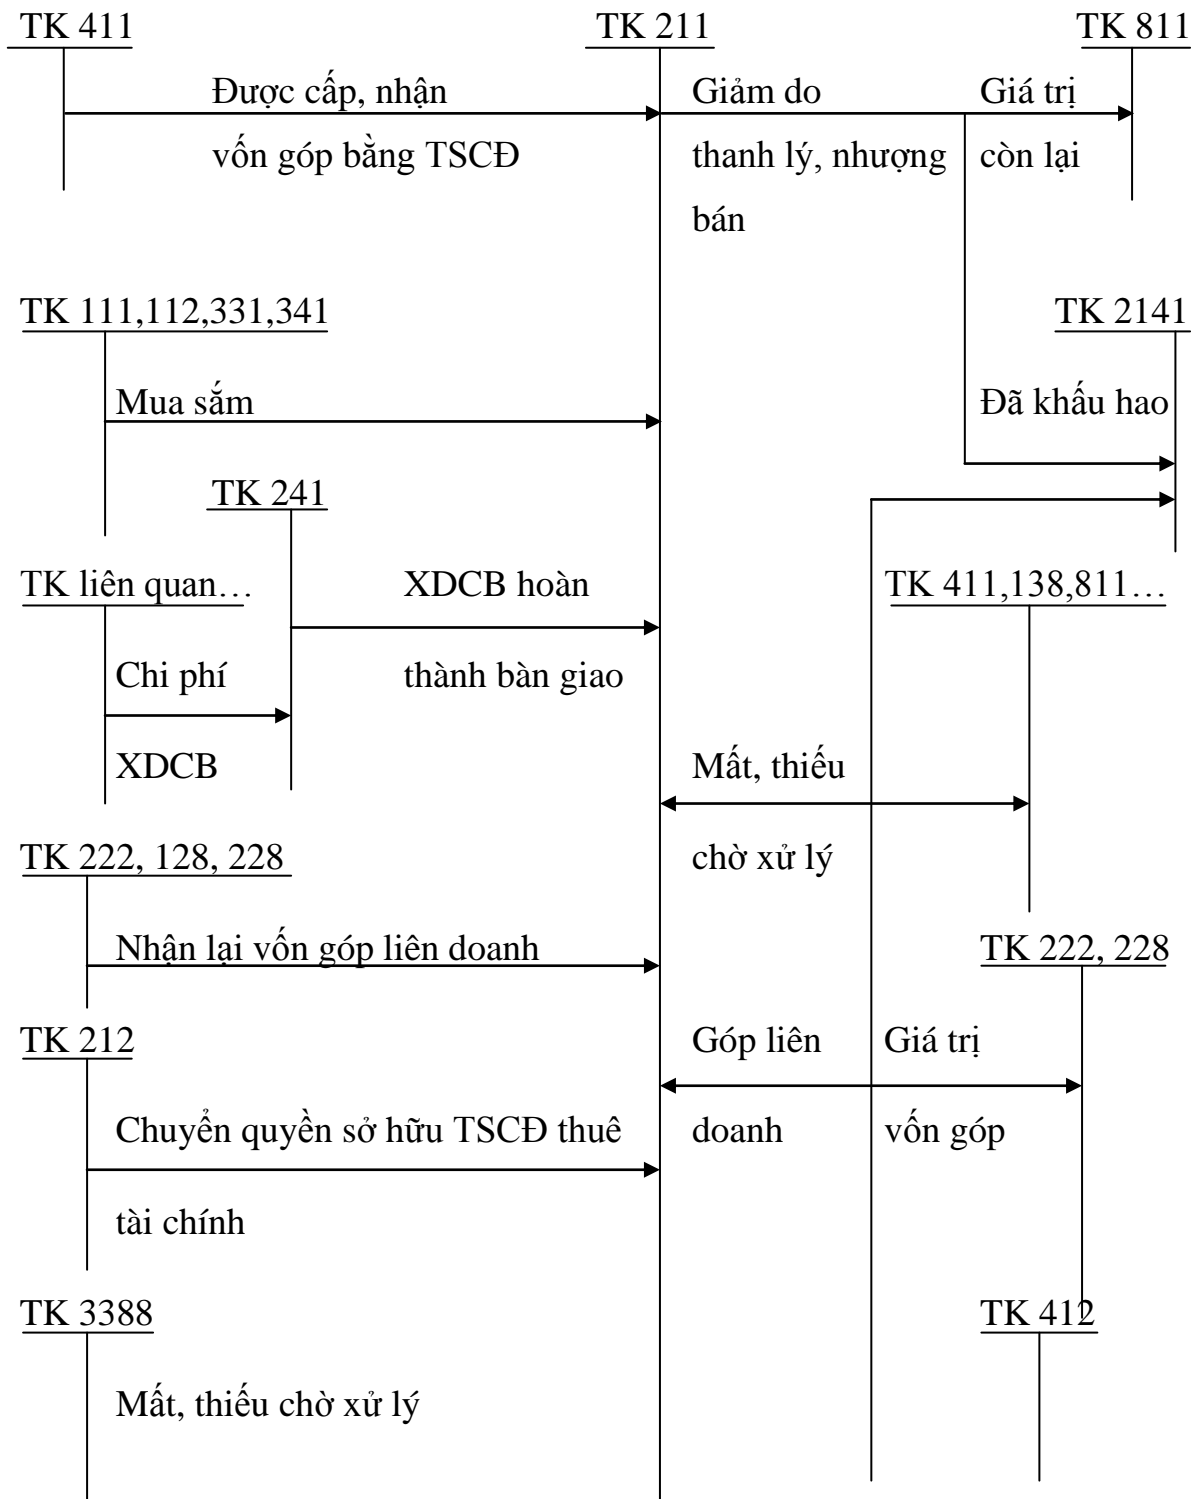 TK 411
TK 211
TK 811
Được cấp, nhận
vốn góp bằng TSCĐ
Giảm do
thanh lý, nhượng
bán
Giá trị
còn lại
TK 111,112,331,341
TK 2141
Mua sắm
Đã khấu hao
TK 241
TK liên quan…
XDCB hoàn
thành bàn giao
TK 411,138,811…
Chi phí
XDCB
Mất, thiếu
chờ xử lý
TK 222, 128, 228
Nhận lại vốn góp liên doanh
TK 222, 228
TK 212
Góp liên
doanh
Giá trị
vốn góp
Chuyển quyền sở hữu TSCĐ thuê
tài chính
TK 3388
TK 412
Mất, thiếu chờ xử lý